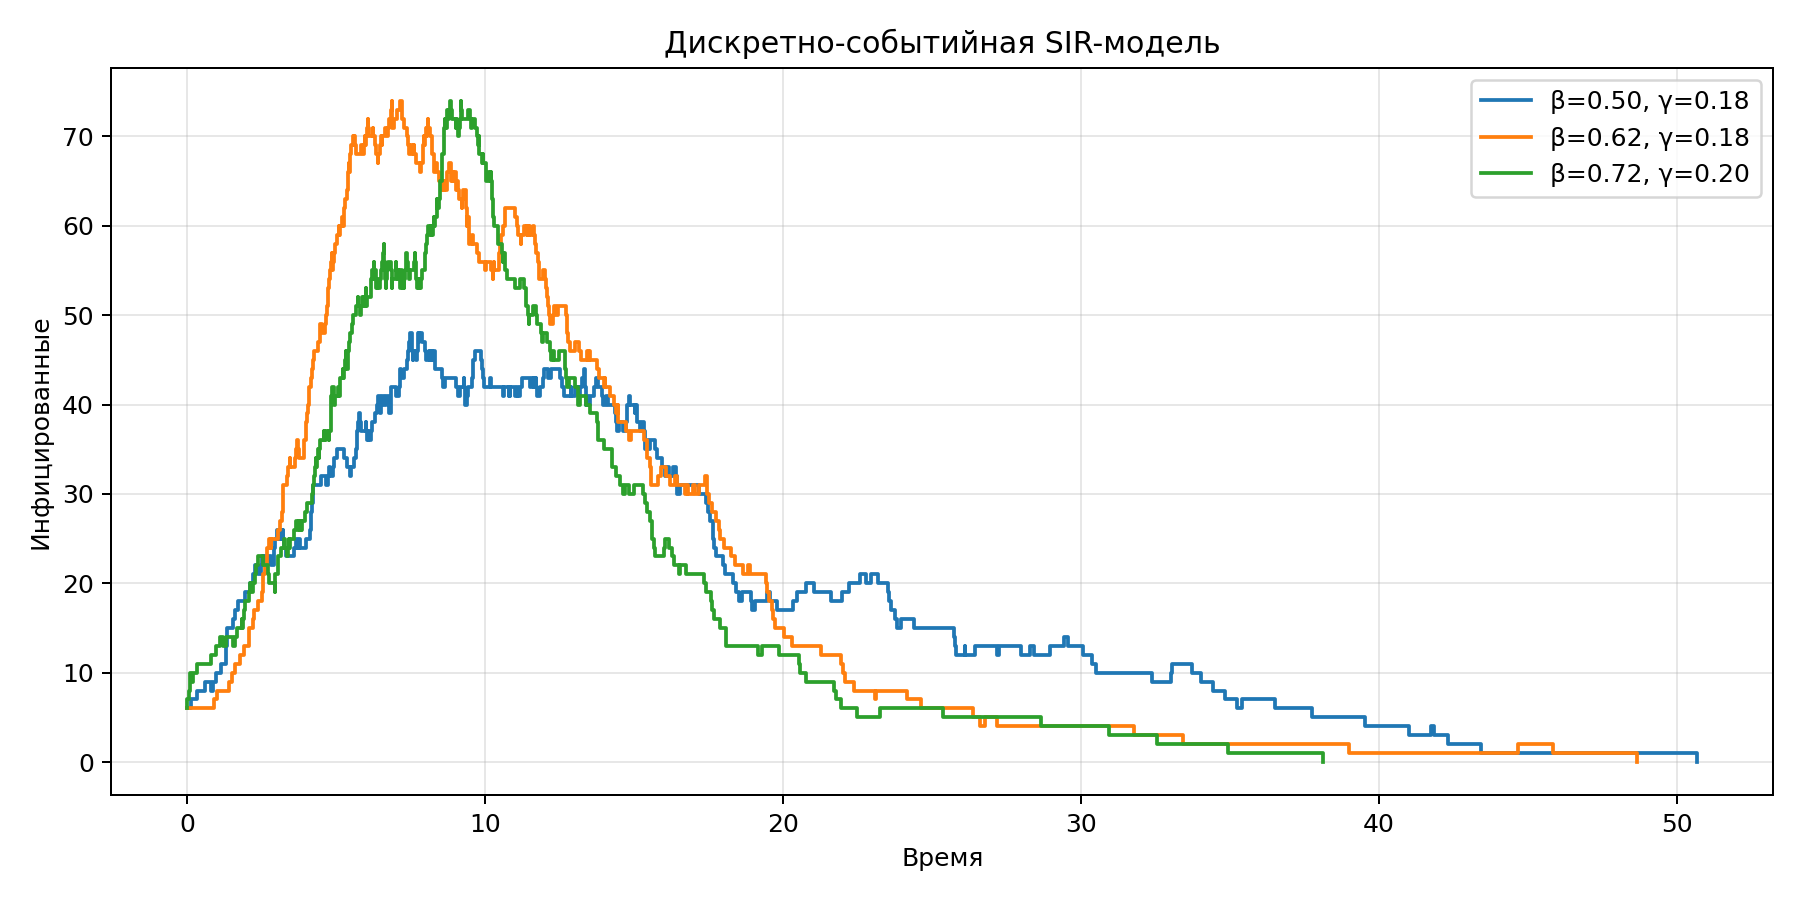 Дискретно-событийная SIR-модель
β=0.50, γ=0.18
β=0.62, γ=0.18
β=0.72, γ=0.20
Инфицированные
70
60
50
40
30
20
10
0
0 10 20 30 40 50
Время